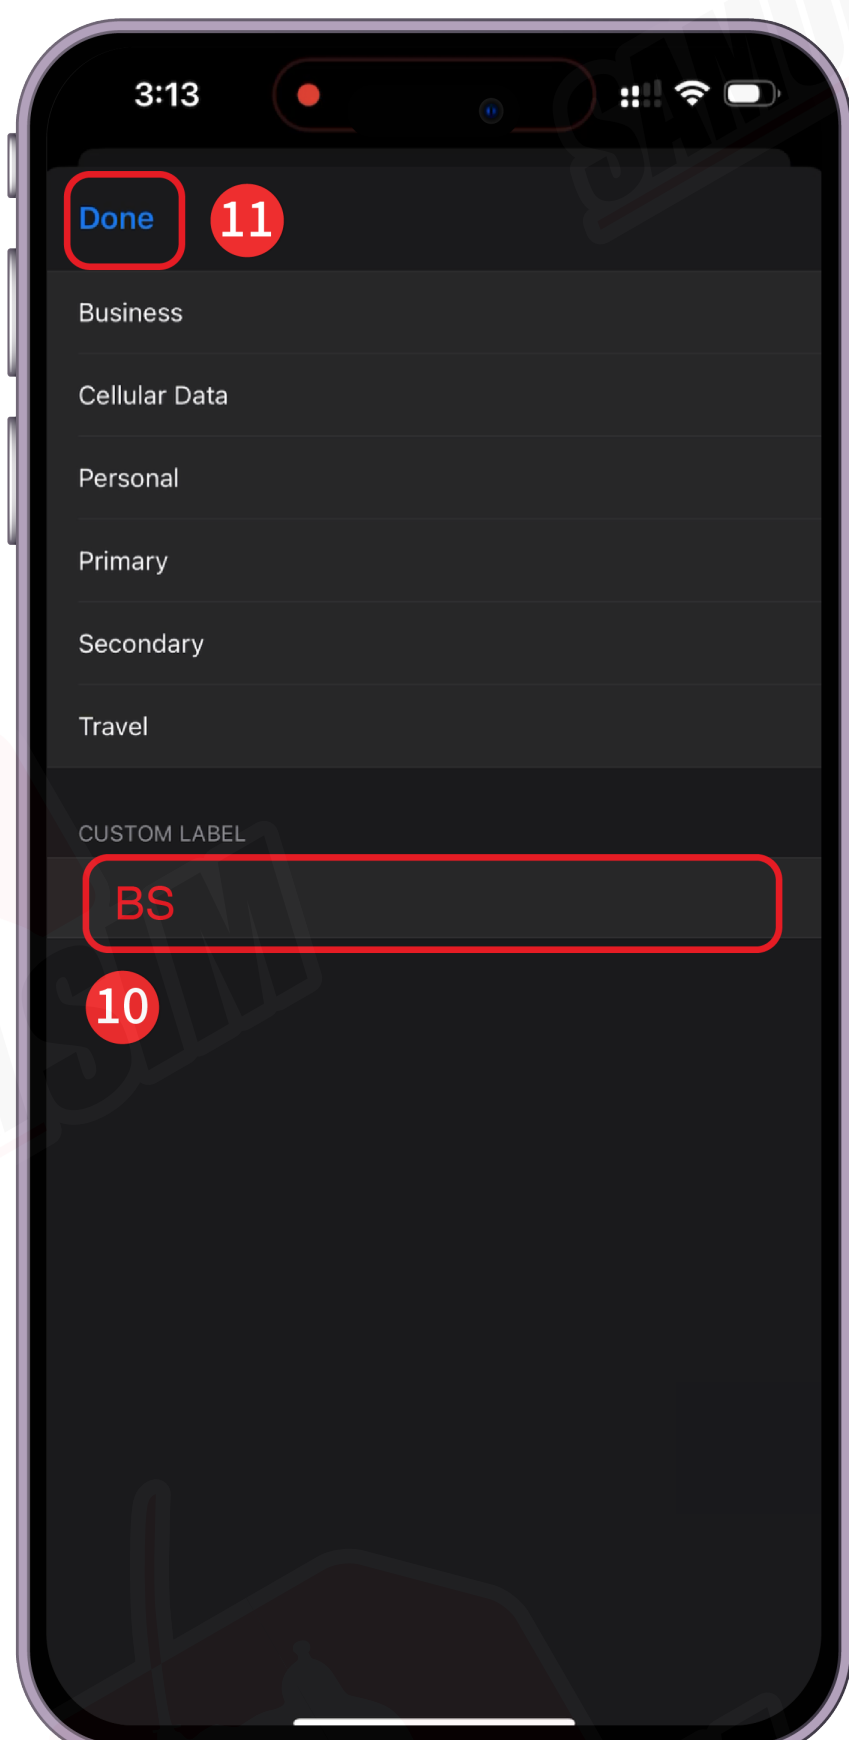 3:13
Done
11
Business
Cellular Data
Personal
Primary
Secondary
Travel
CUSTOM LABEL
BS
10